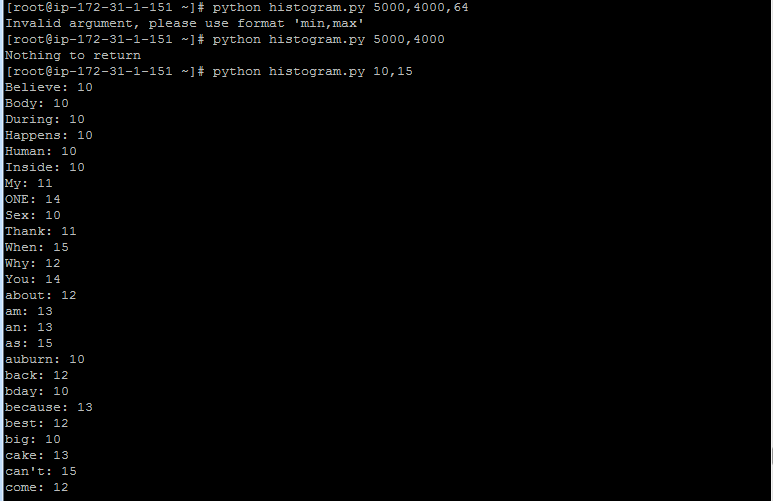 [root@ip-172-31-1-151 ~]# python histogram.py 5000,4000,64
Invalid argument, please use format 'min,max'
[root@ip-172-31-1-151 ~]# python histogram.py 5000,4000
Nothing to return
[root@ip-172-31-1-151 ~]# python histogram.py 10,15
Believe: 10
Body: 10
During: 10
Happens: 10
Human: 10
Inside: 10
My: 11
ONE: 14
Sex: 10
Thank: 11
When: 15
Why: 12
You: 14
about: 12
am: 13
an: 13
as: 15
auburn: 10
back: 12
bday: 10
because: 13
best: 12
big: 10
cake: 13
can't: 15
come: 12